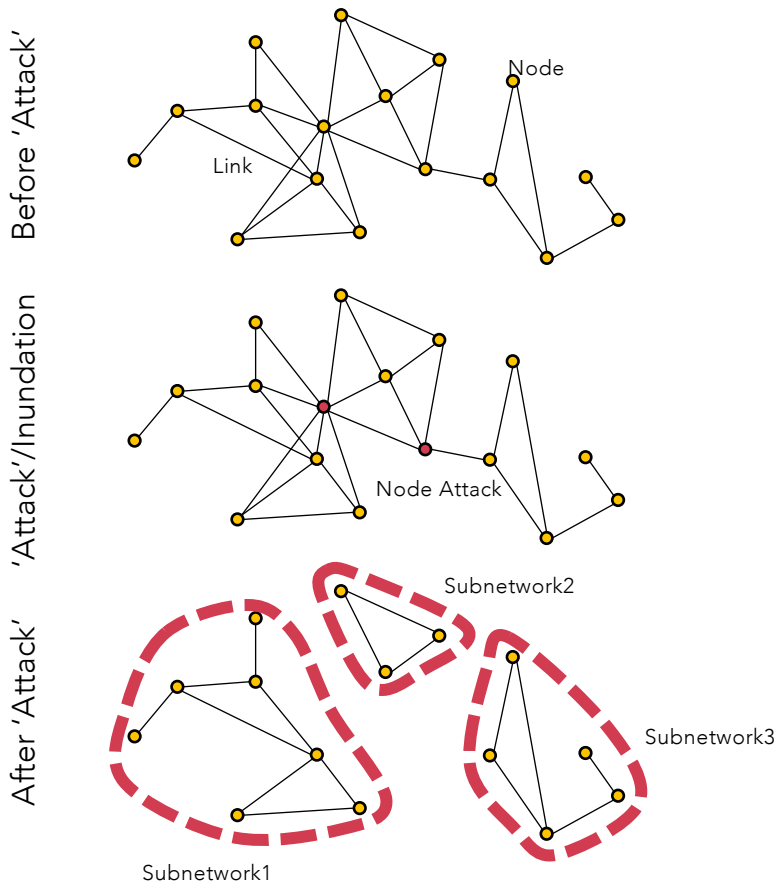 Before 'Attack'
Node
Link
'Attack'/Inundation
Node Attack
After 'Attack'
Subnetwork2
Subnetwork3
Subnetwork1